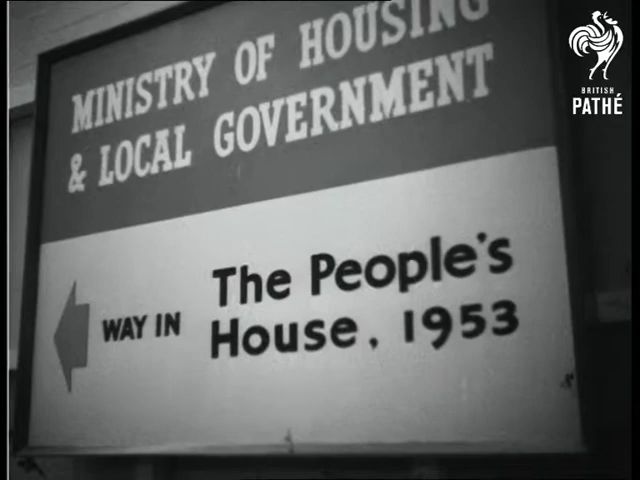 MINISTRY OF HOUSING
& LOCAL GOVERNMENT
WAY IN
The People's
House, 1953
BRITISH
PATHÉ